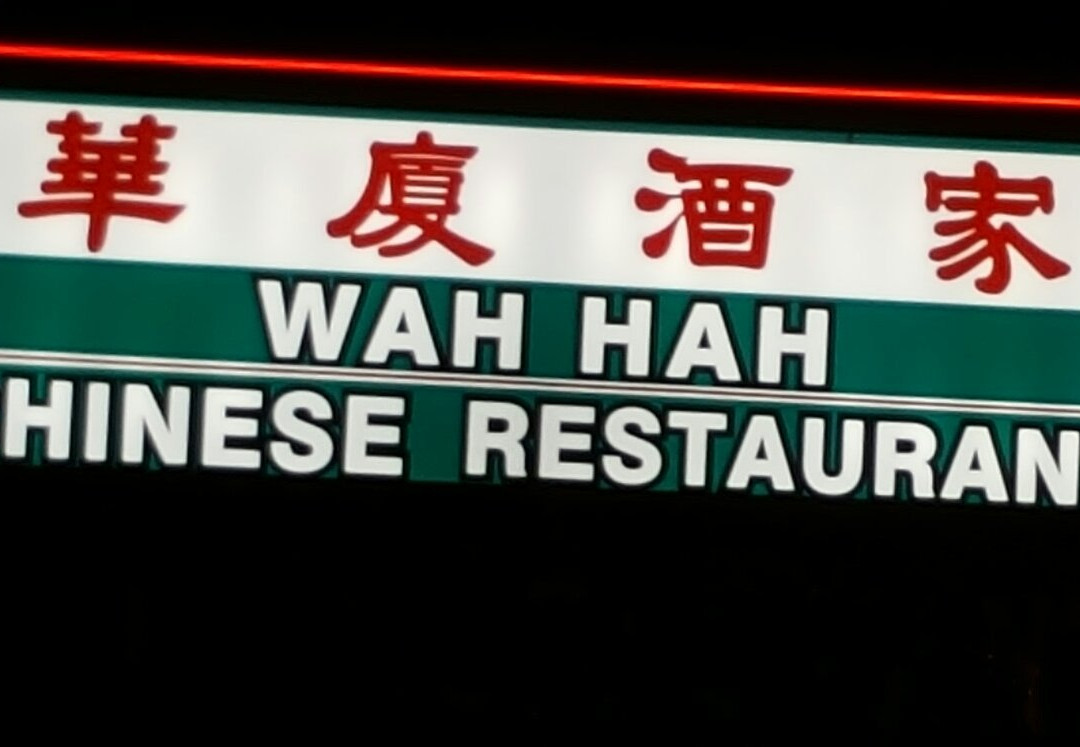 華廈酒家
WAH HAH
HINESE RESTAURAN